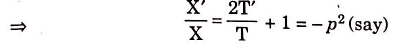 ⇒ X′/X = 2T′/T + 1 = −p² (say)